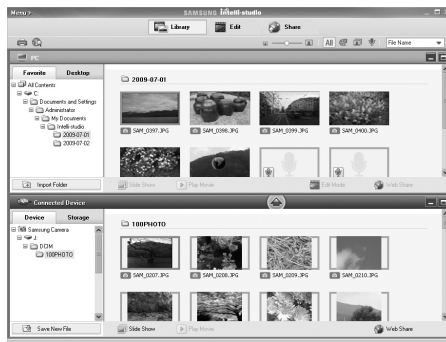 Menu >
SAMSUNG intelli-studio
Library Edit Share
All File Name
PC
Favorite Desktop
2009-07-01
All Contents
C:
Documents and Settings
Administrator
My Documents
Intelli-studio
2009-07-01
2009-07-02
SAM_0397.JPG SAM_0398.JPG SAM_0399.JPG SAM_0400.JPG
Import Folder Slide Show Play Movie Edit Mode Web Share
Connected Device
Device Storage
100PHOTO
Samsung Camera
J:
DCIM
100PHOTO
SAM_0207.JPG SAM_0208.JPG SAM_0209.JPG SAM_0210.JPG
Save New File Slide Show Play Movie Web Share